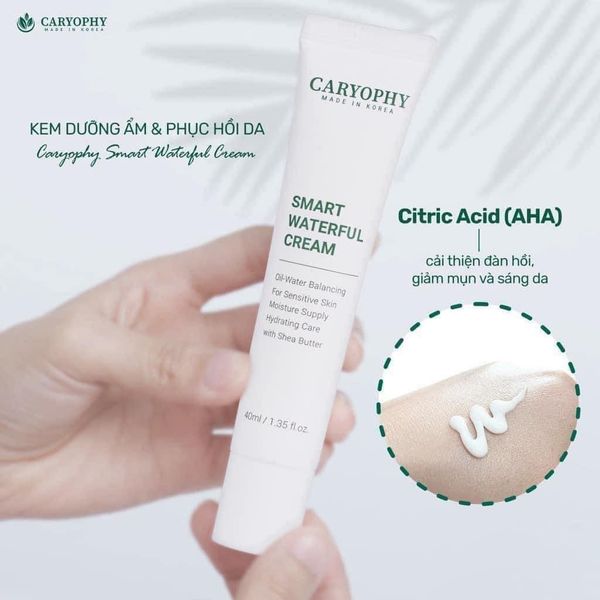 CARYOPHY
MADE IN KOREA
KEM DƯỠNG ẨM & PHỤC HỒI DA
Caryophy Smart Waterful Cream
CARYOPHY
MADE IN KOREA
SMART
WATERFUL
CREAM
Oil-Water Balancing
For Sensitive Skin
Moisture Supply
Hydrating Care
with Shea Butter
40ml / 1.35 fl.oz.
Citric Acid (AHA)
cải thiện đàn hồi,
giảm mụn và sáng da